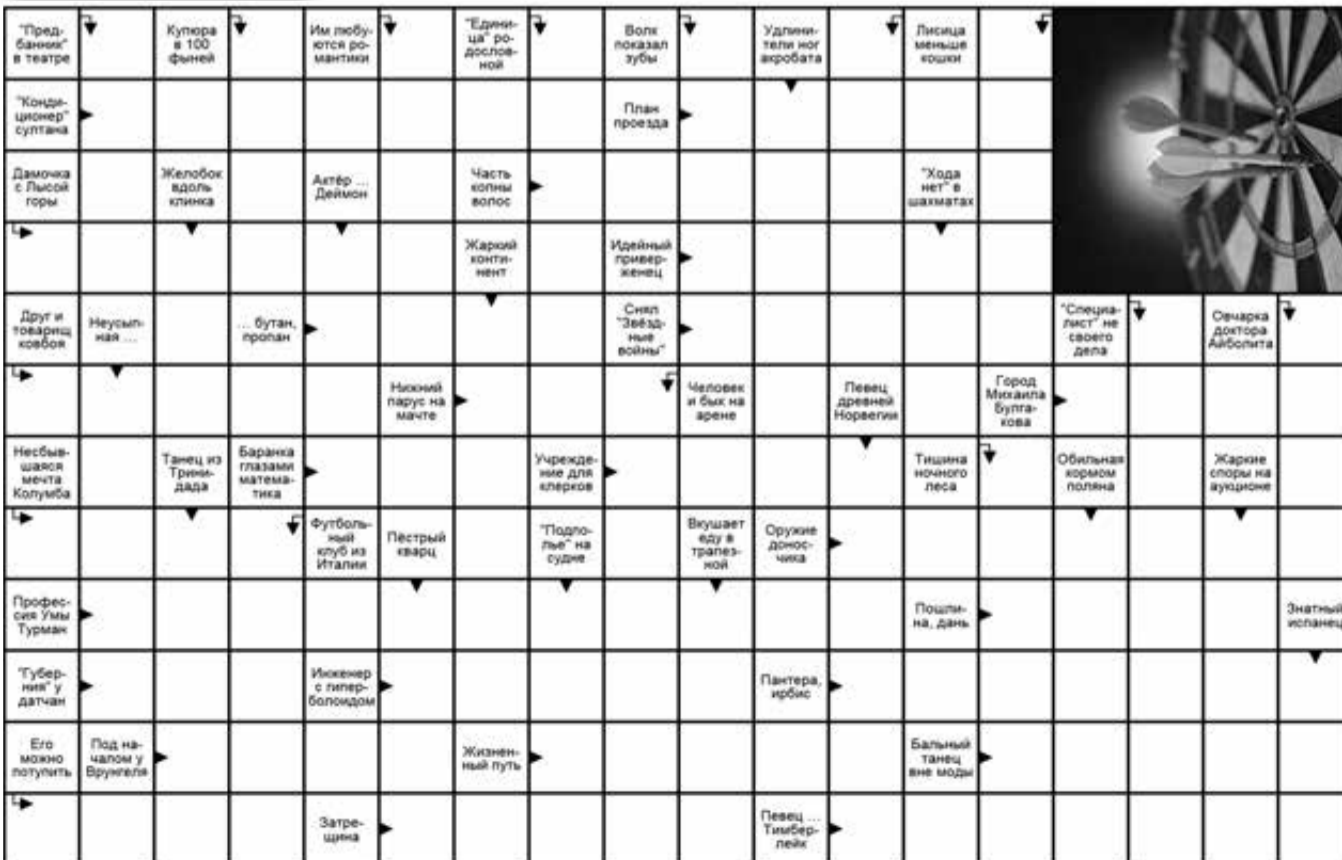 "Пред-
банник"
в театре
Купюра
в 100
фыней
Им любу-
ются ро-
мантики
"Едини-
ца" ро-
дослов-
ной
Волк
показал
зубы
Удлини-
тели ног
акробата
Лисица
меньше
кошки
"Конди-
ционер"
султана
План
проезда
Дамочка
с Лысой
горы
Желобок
вдоль
клинка
Актёр ...
Деймон
Часть
копны
волос
"Хода
нет" в
шахматах
Жаркий
конти-
нент
Идейный
привер-
женец
Друг и
товарищ
ковбоя
Неусып-
ная ...
... бутан,
пропан
Снял
"Звёзд-
ные
войны"
"Специа-
лист" не
своего
дела
Овчарка
доктора
Айболита
Нижний
парус на
мачте
Человек
и бык на
арене
Певец
древней
Норвегии
Город
Михаила
Булга-
кова
Несбыв-
шаяся
мечта
Колумба
Танец из
Трини-
дада
Баранка
глазами
матема-
тика
Учрежде-
ние для
клерков
Тишина
ночного
леса
Обильная
кормом
поляна
Жаркие
споры на
аукционе
Футболь-
ный
клуб из
Италии
Пёстрый
кварц
"Подпо-
лье" на
судне
Вкушает
еду в
трапез-
ной
Оружие
донос-
чика
Профес-
сия Умы
Турман
Пошли-
на, дань
Знатный
испанец
"Губер-
ния" у
датчан
Инженер
с гипер-
болоидом
Пантера,
ирбис
Его
можно
потупить
Под на-
чалом у
Врунгеля
Жизнен-
ный путь
Бальный
танец
вне моды
Затре-
щина
Певец ...
Тимбер-
лейк